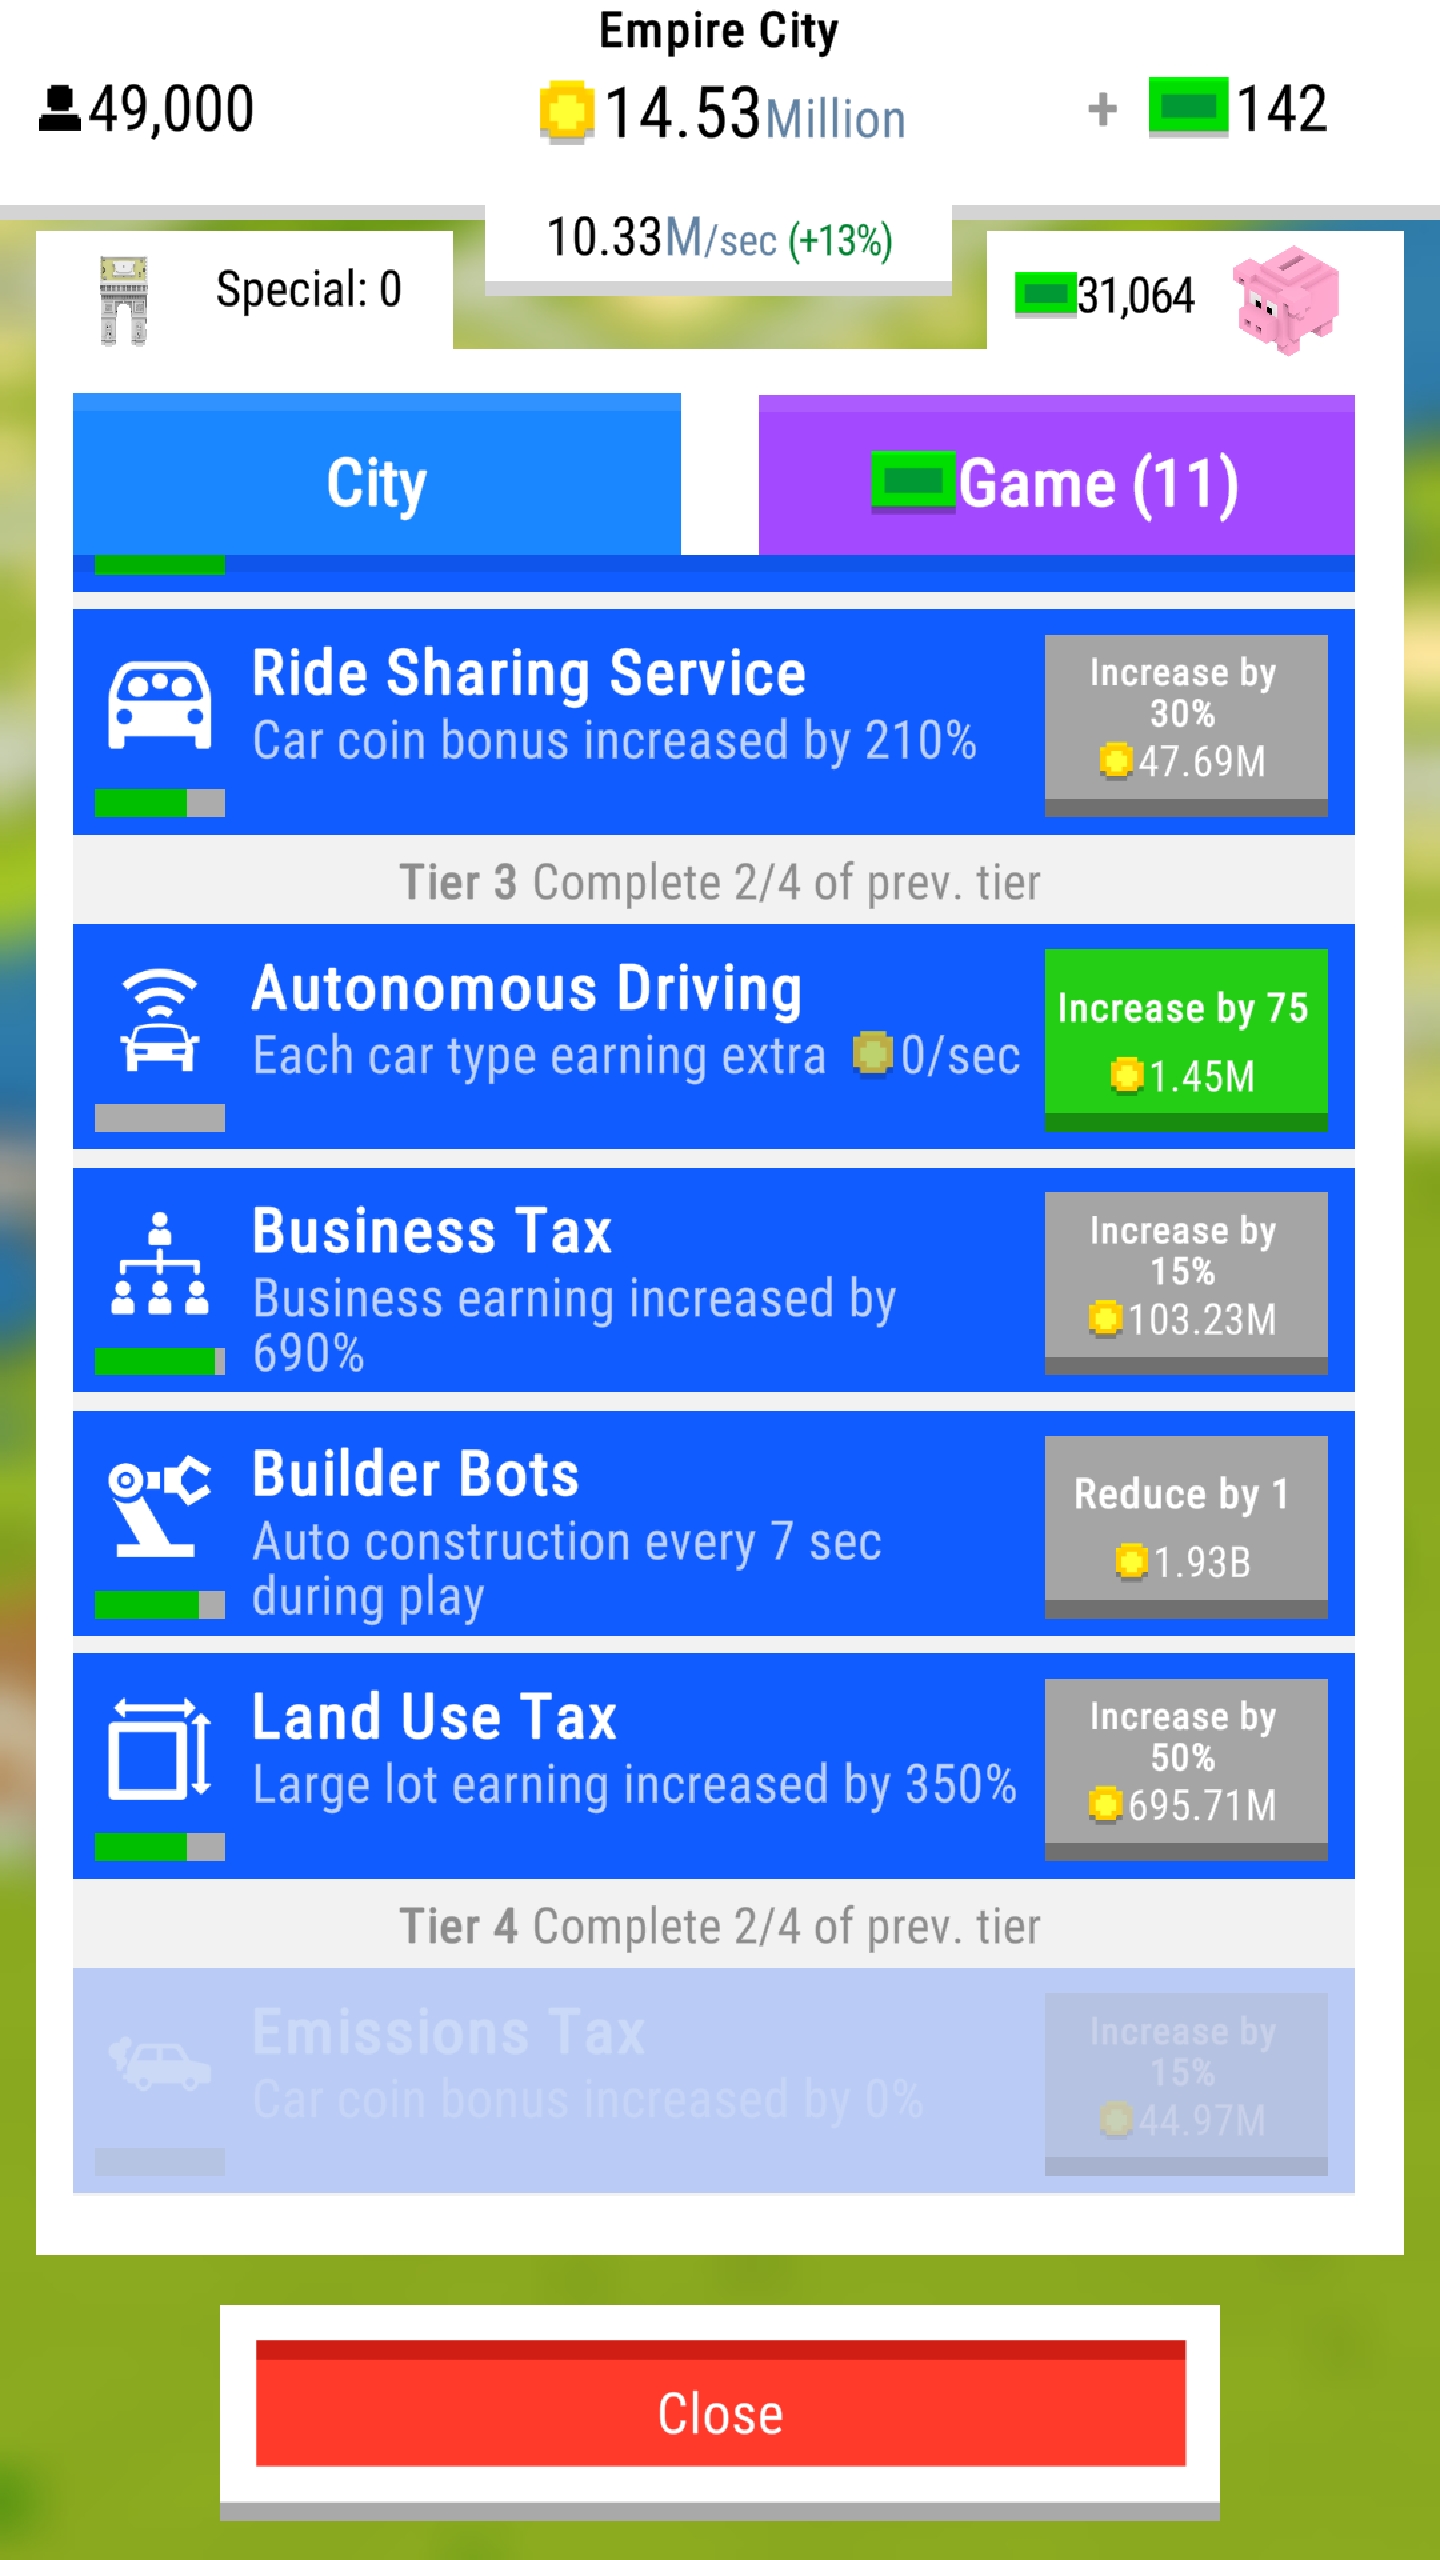 Empire City
49,000
14.53Million
+ 142
10.33M/sec (+13%)
Special: 0
31,064
City
Game (11)
Ride Sharing Service
Car coin bonus increased by 210%
Increase by
30%
47.69M
Tier 3 Complete 2/4 of prev. tier
Autonomous Driving
Each car type earning extra 0/sec
Increase by 75
1.45M
Business Tax
Business earning increased by
690%
Increase by
15%
103.23M
Builder Bots
Auto construction every 7 sec
during play
Reduce by 1
1.93B
Land Use Tax
Large lot earning increased by 350%
Increase by
50%
695.71M
Tier 4 Complete 2/4 of prev. tier
Emissions Tax
Car coin bonus increased by 0%
Increase by
15%
44.97M
Close